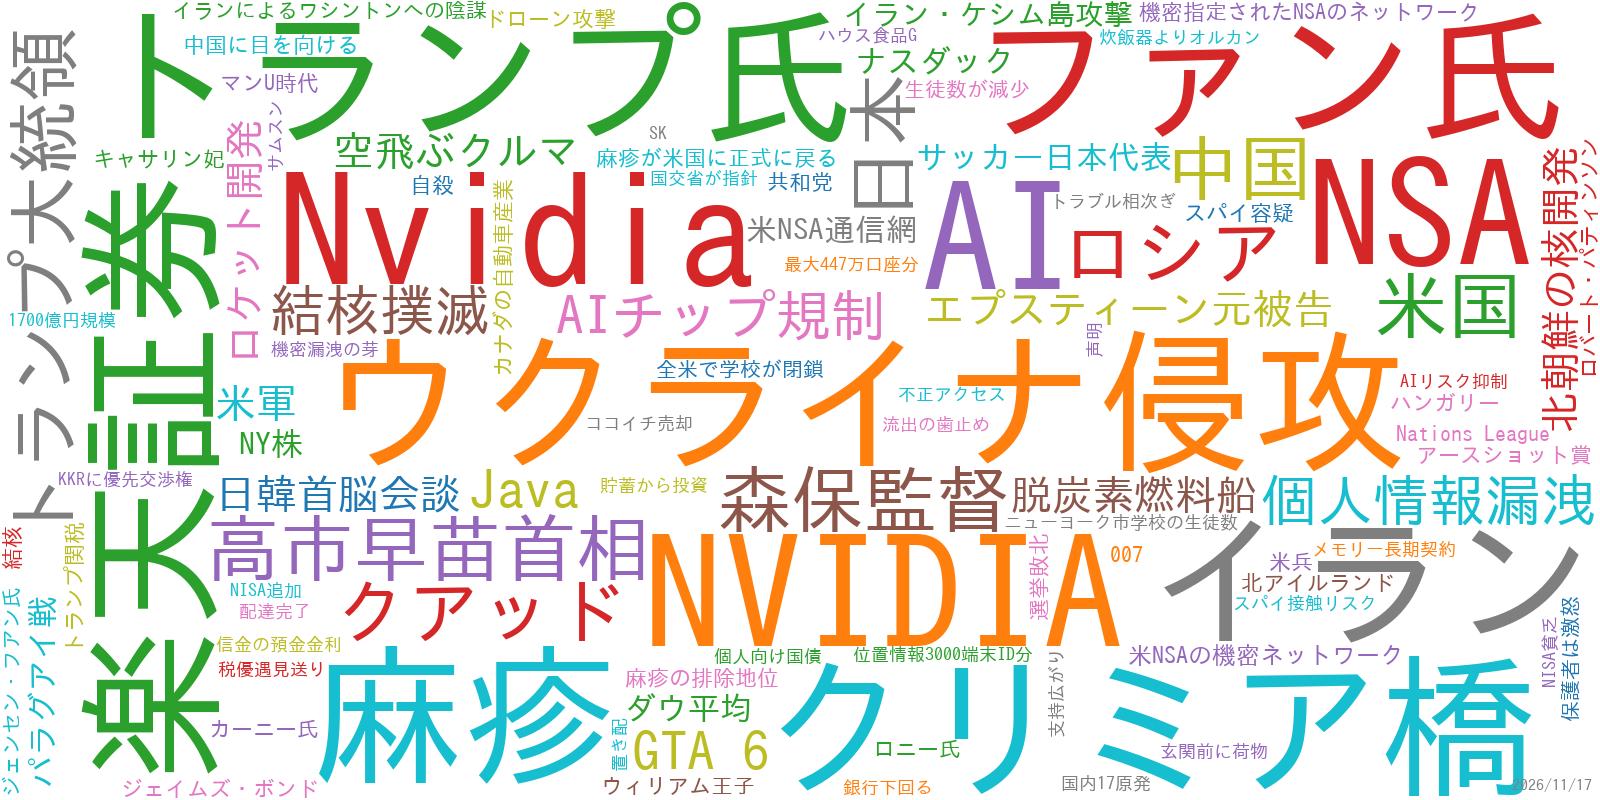 イランによるワシントンへの陰謀
ドローン攻撃
イラン・ケシム島攻撃
機密指定されたNSAのネットワーク
中国に目を向ける
トランプ氏
ハウス食品G
ファン氏
炊飯器よりオルカン
マンU時代
ナスダック
生徒数が減少
トランプ大統領
サムスン
SK
日本
キャサリン妃
空飛ぶクルマ
麻疹が米国に正式に戻る
サッカー日本代表
中国
ロケット開発
自殺
国交省が指針
共和党
NSA
Nvidia
カナダの自動車産業
米NSA通信網
AI
トラブル相次ぎ
スパイ容疑
ロシア
北朝鮮の核開発
ロバート・パティンソン
最大447万口座分
楽天証券
1700億円規模
結核撲滅
AIチップ規制
エプスティーン元被告
米国
機密漏洩の芽
声明
ウクライナ侵攻
全米で学校が閉鎖
AIリスク抑制
米軍
不正アクセス
ハンガリー
ココイチ売却
流出の歯止め
NY株
Nations League
アースショット賞
KKRに優先交渉権
日韓首脳会談
Java
貯蓄から投資
森保監督
脱炭素燃料船
個人情報漏洩
ニューヨーク市学校の生徒数
高市早苗首相
結核
トランプ関税
NVIDIA
選挙敗北
007
イラン
メモリー長期契約
米兵
北アイルランド
NISA追加
配達完了
クアッド
スパイ接触リスク
ジェンセン・フアン氏
パラグアイ戦
信金の預金金利
税優遇見送り
麻疹
個人向け国債
位置情報3000端末ID分
米NSAの機密ネットワーク
NISA貧乏
保護者は激怒
麻疹の排除地位
クリミア橋
支持広がり
ダウ平均
カーニー氏
置き配
GTA 6
ロニー氏
玄関前に荷物
ジェイムズ・ボンド
ウィリアム王子
銀行下回る
国内17原発
2026/11/17